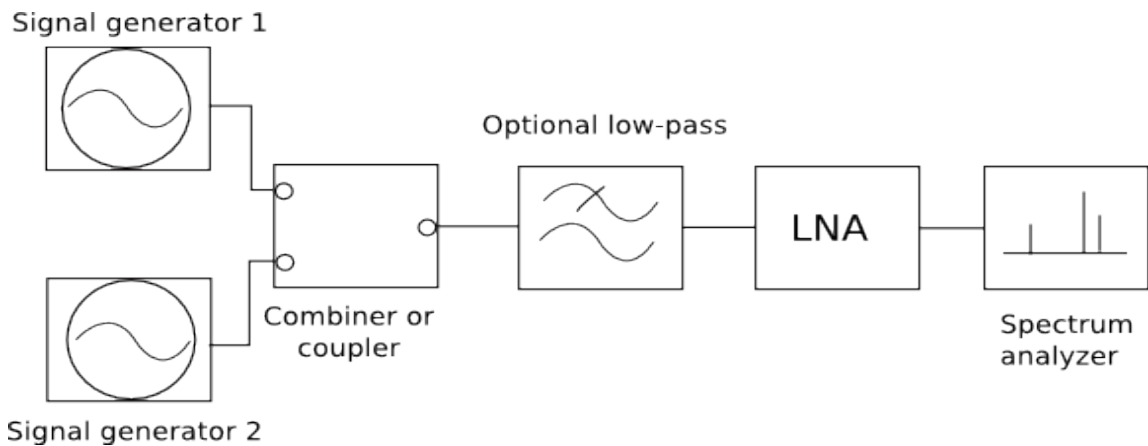 Signal generator 1
Optional low-pass
LNA
Combiner or
coupler
Spectrum
analyzer
Signal generator 2